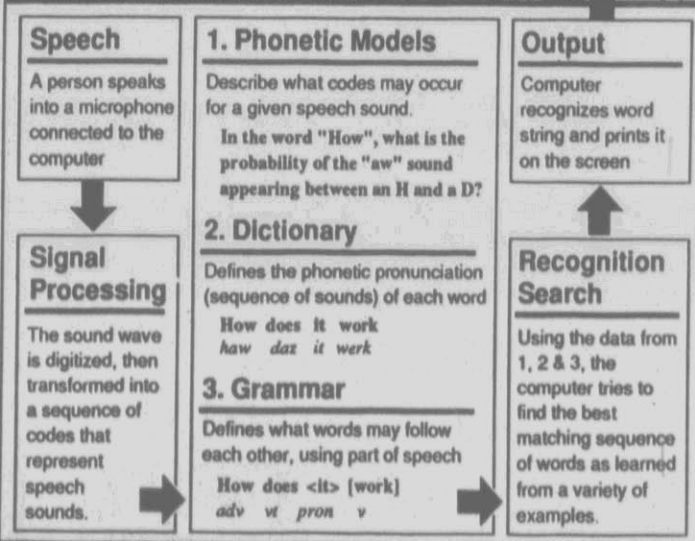 Speech
A person speaks
into a microphone
connected to the
computer
Signal
Processing
The sound wave
is digitized, then
transformed into
a sequence of
codes that
represent
speech
sounds.
1. Phonetic Models
Describe what codes may occur
for a given speech sound.
In the word "How", what is the
probability of the "aw" sound
appearing between an H and a D?
2. Dictionary
Defines the phonetic pronunciation
(sequence of sounds) of each word
How does it work
haw daz it werk
3. Grammar
Defines what words may follow
each other, using part of speech
How does <it> [work]
adv vt pron v
Output
Computer
recognizes word
string and prints it
on the screen
Recognition
Search
Using the data from
1, 2 & 3, the
computer tries to
find the best
matching sequence
of words as learned
from a variety of
examples.